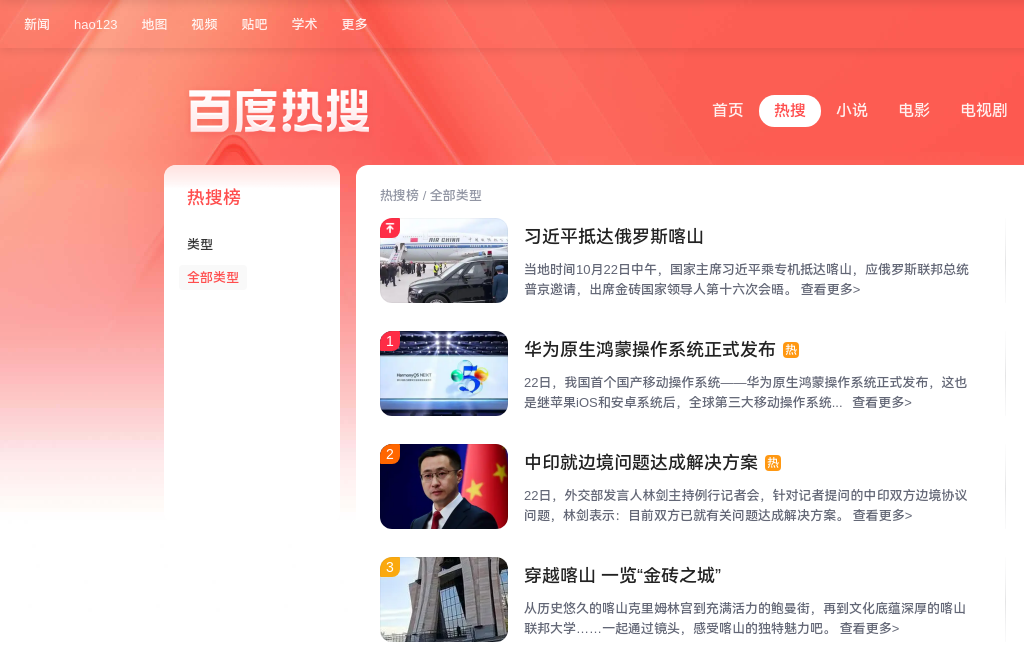 新闻 hao123 地图 视频 贴吧 学术 更多
百度热搜
首页 热搜 小说 电影 电视剧
热搜榜
类型
全部类型
热搜榜 / 全部类型
AIR CHINA
习近平抵达俄罗斯喀山
当地时间10月22日中午，国家主席习近平乘专机抵达喀山，应俄罗斯联邦总统
普京邀请，出席金砖国家领导人第十六次会晤。 查看更多>
1
HarmonyOS NEXT
5
华为原生鸿蒙操作系统正式发布 热
22日，我国首个国产移动操作系统——华为原生鸿蒙操作系统正式发布，这也
是继苹果iOS和安卓系统后，全球第三大移动操作系统... 查看更多>
2
中印就边境问题达成解决方案 热
22日，外交部发言人林剑主持例行记者会，针对记者提问的中印双方边境协议
问题，林剑表示：目前双方已就有关问题达成解决方案。 查看更多>
3
穿越喀山 一览“金砖之城”
从历史悠久的喀山克里姆林宫到充满活力的鲍曼街，再到文化底蕴深厚的喀山
联邦大学……一起通过镜头，感受喀山的独特魅力吧。 查看更多>